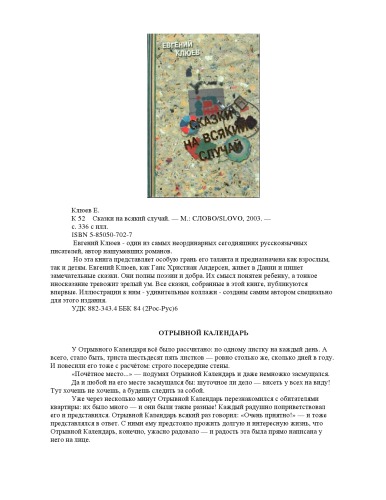 ЕВГЕНИЙ
КЛЮЕВ
СКАЗКИ
НА ВСЯКИЙ
СЛУЧАЙ
Клюев Е.
К 52 Сказки на всякий случай. — М.: СЛОВО/SLOVO, 2003. —
с. 336 с илл.
ISBN 5-85050-702-7
Евгений Клюев - один из самых неординарных сегодняшних русскоязычных
писателей, автор нашумевших романов.
Но эта книга представляет особую грань его таланта и предназначена как взрослым,
так и детям. Евгений Клюев, как Ганс Христиан Андерсен, живет в Дании и пишет
замечательные сказки. Они полны поэзии и добра. Их смысл понятен ребенку, а тонкое
иносказание тревожит зрелый ум. Все сказки, собранные в этой книге, публикуются
впервые. Иллюстрации к ним - удивительные коллажи - созданы самим автором специально
для этого издания.
УДК 882-343.4 ББК 84 (2Рос-Рус)6
ОТРЫВНОЙ КАЛЕНДАРЬ
У Отрывного Календаря всё было рассчитано: по одному листку на каждый день. А
всего, стало быть, триста шестьдесят пять листков — ровно столько же, сколько дней в году.
И повесили его тоже с расчётом: строго посередине стены.
«Почётное место...» — подумал Отрывной Календарь и даже немножко засмущался.
Да и любой на его месте засмущался бы: шуточное ли дело — висеть у всех на виду?
Тут хочешь не хочешь, а будешь следить за собой.
Уже через несколько минут Отрывной Календарь перезнакомился с обитателями
квартиры: их было много — и они были такие разные! Каждый радушно поприветствовал
его и представился. Отрывной Календарь всякий раз говорил: «Очень приятно!» — и тоже
представлялся в ответ. С ними ему предстояло прожить долгую и интересную жизнь, что
Отрывной Календарь, конечно, ужасно радовало — и радость эта была прямо написана у
него на лице.